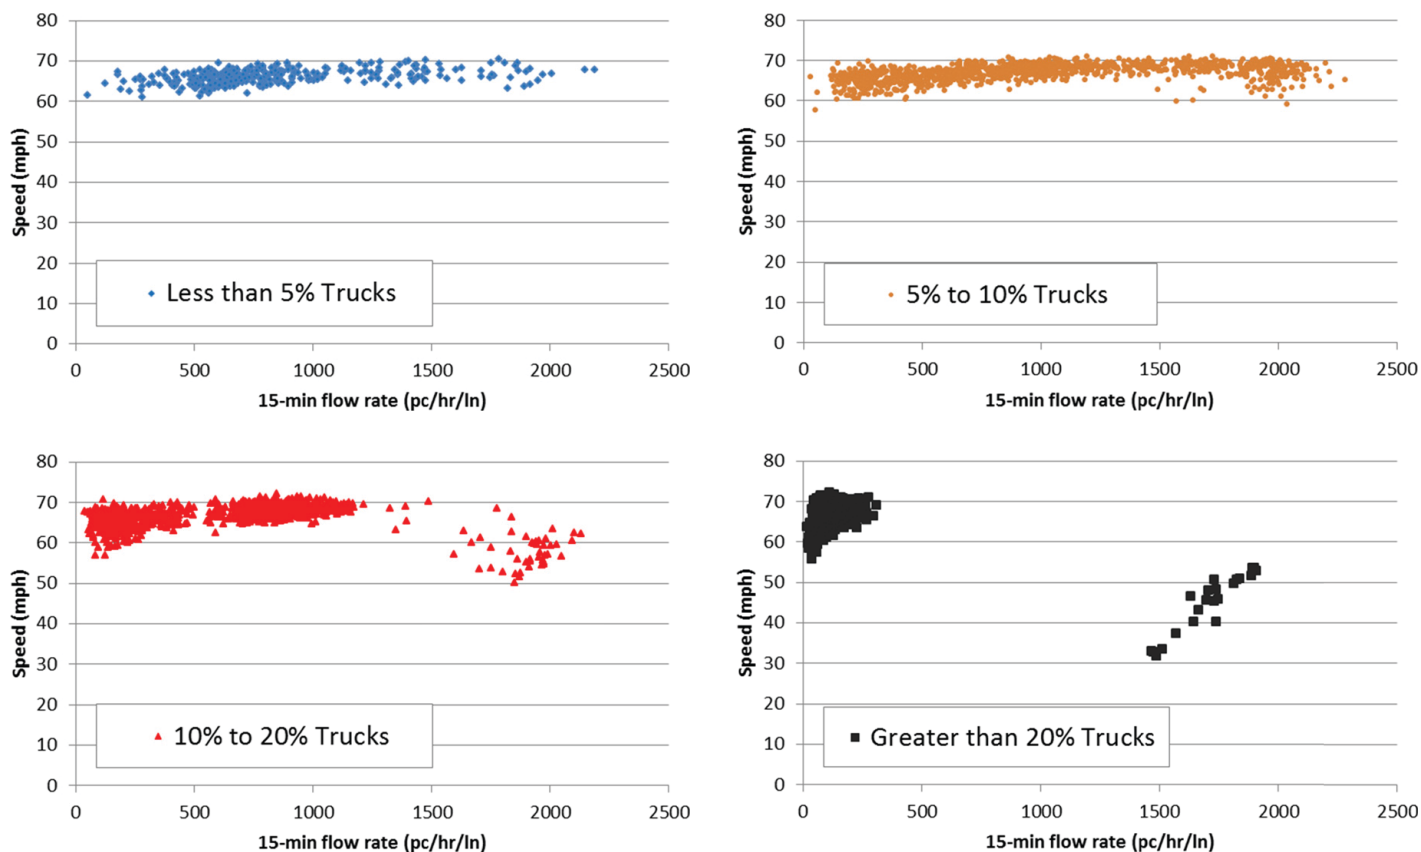 80
70
60
50
40
30
20
10
0
Speed (mph)
Less than 5% Trucks
0 500 1000 1500 2000 2500
15-min flow rate (pc/hr/ln)
80
70
60
50
40
30
20
10
0
Speed (mph)
5% to 10% Trucks
0 500 1000 1500 2000 2500
15-min flow rate (pc/hr/ln)
80
70
60
50
40
30
20
10
0
Speed (mph)
10% to 20% Trucks
0 500 1000 1500 2000 2500
15-min flow rate (pc/hr/ln)
80
70
60
50
40
30
20
10
0
Speed (mph)
Greater than 20% Trucks
0 500 1000 1500 2000 2500
15-min flow rate (pc/hr/ln)